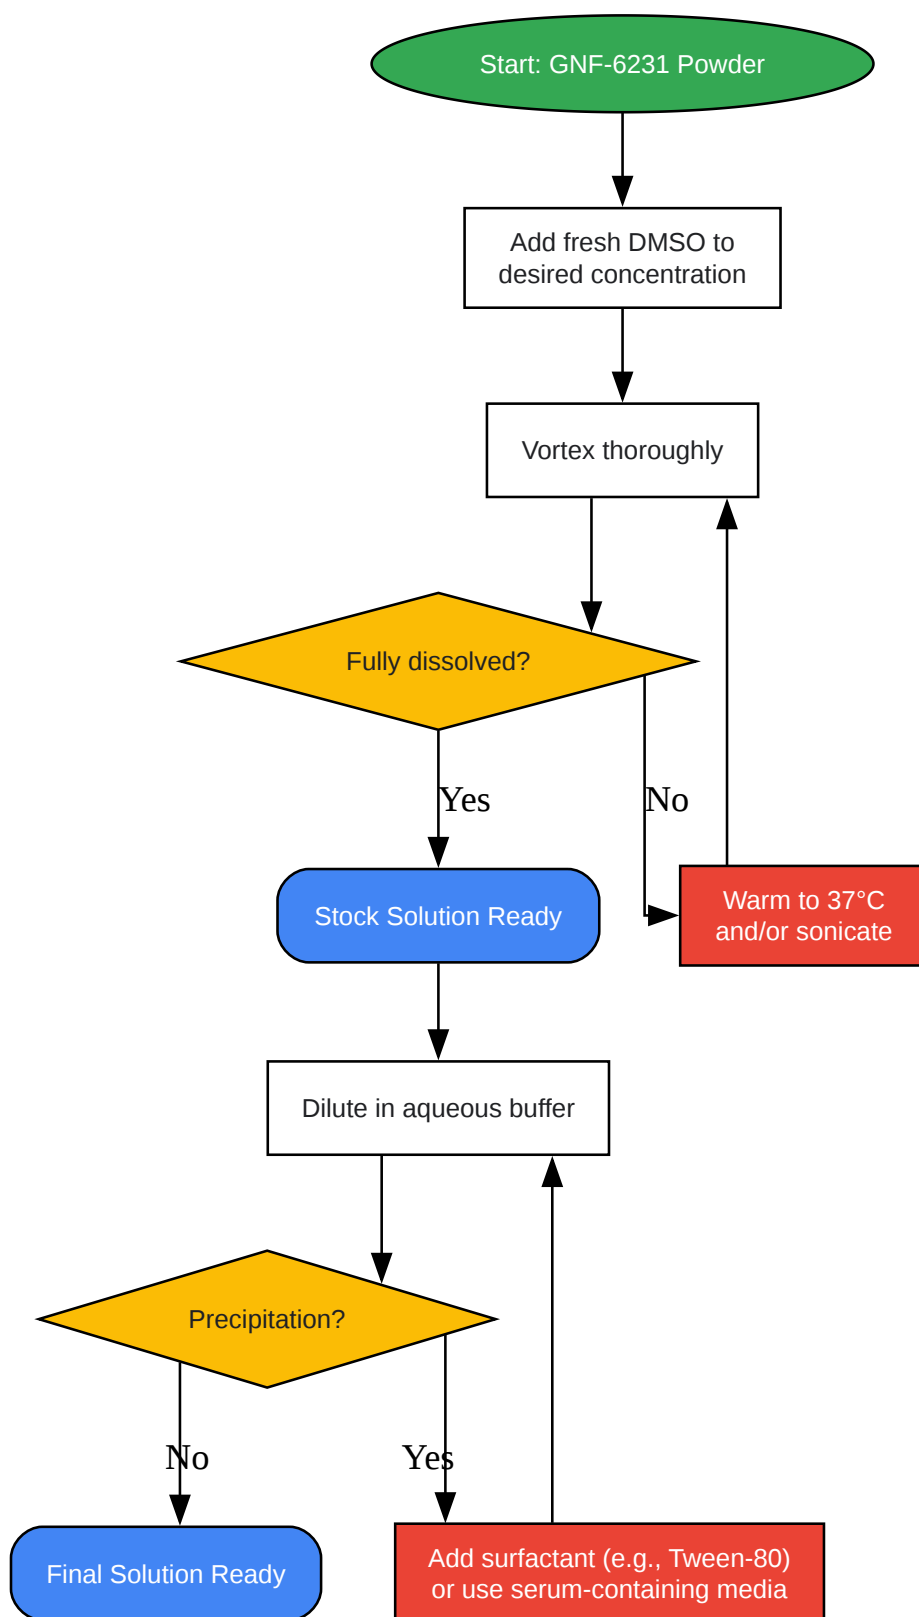 Start: GNF-6231 Powder
Add fresh DMSO to
desired concentration
Vortex thoroughly
Fully dissolved?
Yes
No
Stock Solution Ready
Warm to 37°C
and/or sonicate
Dilute in aqueous buffer
Precipitation?
No
Yes
Final Solution Ready
Add surfactant (e.g., Tween-80)
or use serum-containing media